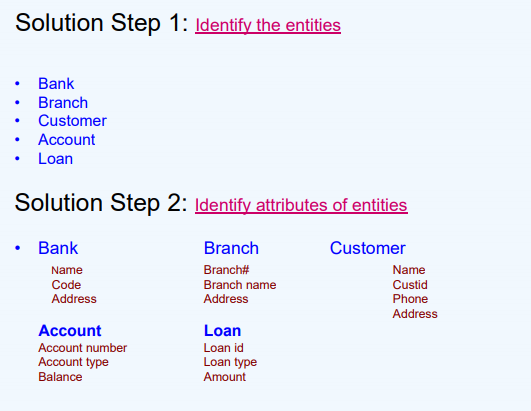 Solution Step 1: Identify the entities
• Bank
• Branch
• Customer
• Account
• Loan
Solution Step 2: Identify attributes of entities
• Bank Branch Customer
Name Branch# Name
Code Branch name Custid
Address Address Phone
Address
Account Loan
Account number Loan id
Account type Loan type
Balance Amount